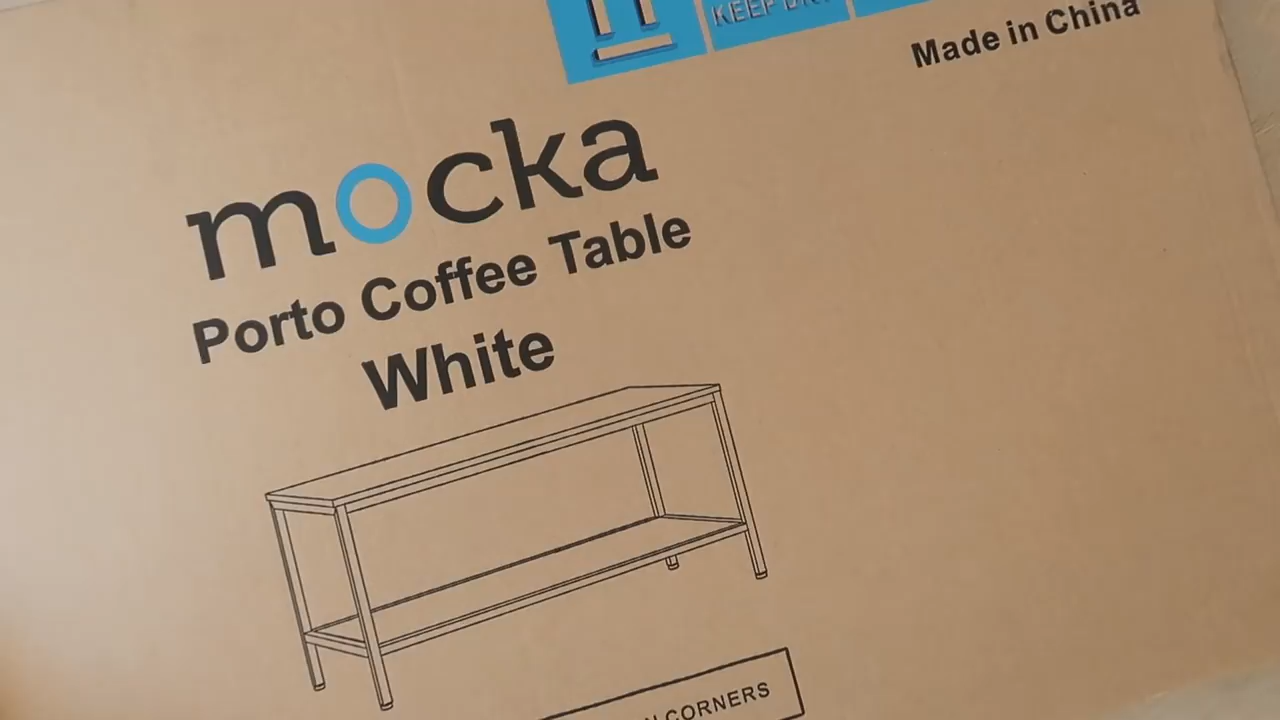 KEEP DRY
Made in China
mocka
Porto Coffee Table
White
CORNERS